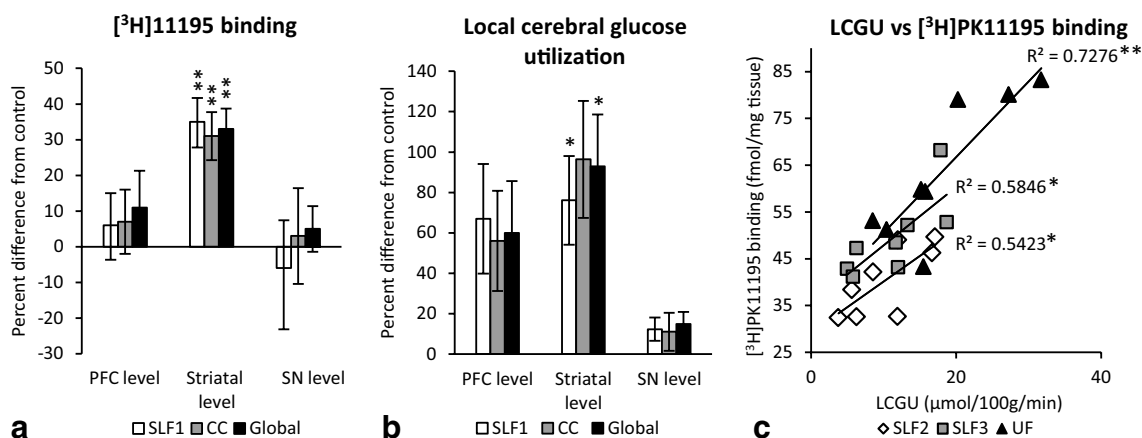 [³H]11195 binding
Percent difference from control
50
40
30
20
10
0
-10
-20
-30
**
**
**
PFC level
Striatal
level
SN level
SLF1 CC Global
a
Local cerebral glucose
utilization
Percent difference from control
140
120
100
80
60
40
20
0
*
*
PFC level
Striatal
level
SN level
SLF1 CC Global
b
LCGU vs [³H]PK11195 binding
[³H]PK11195 binding (fmol/mg tissue)
85
75
65
55
45
35
25
R² = 0.7276**
R² = 0.5846*
R² = 0.5423*
0
20
40
LCGU (µmol/100g/min)
SLF2 SLF3 UF
c